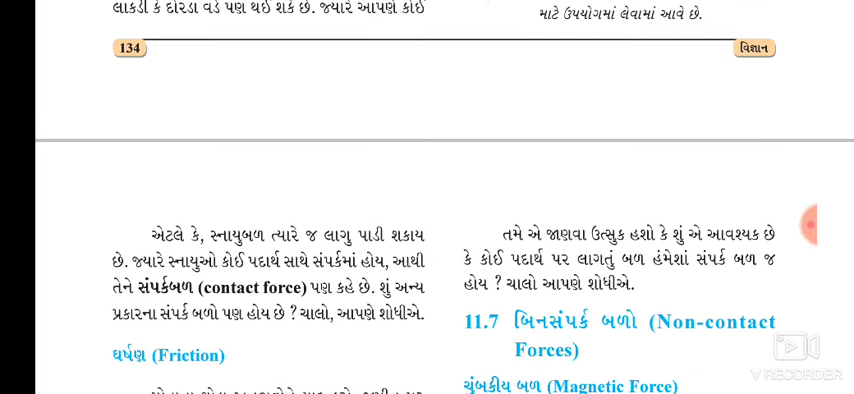 લાકડી કે દોરડા વડે પણ થઈ શકે છે. જ્યારે આપણે કોઈ
માટે ઉપયોગમાં લેવામાં આવે છે.
134
વિજ્ઞાન
એટલે કે, સ્નાયુબળ ત્યારે જ લાગુ પાડી શકાય
છે. જ્યારે સ્નાયુઓ કોઈ પદાર્થ સાથે સંપર્કમાં હોય, આથી
તેને સંપર્કબળ (contact force) પણ કહે છે. શું અન્ય
પ્રકારના સંપર્ક બળો પણ હોય છે ? ચાલો, આપણે શોધીએ.
ઘર્ષણ (Friction)
તમે એ જાણવા ઉત્સુક હશો કે શું એ આવશ્યક છે
કે કોઈ પદાર્થ પર લાગતું બળ હંમેશાં સંપર્ક બળ જ
હોય ? ચાલો આપણે શોધીએ.
11.7 બિનસંપર્ક બળો (Non-contact
Forces)
ચુંબકીય બળ (Magnetic Force)
V RECORDER